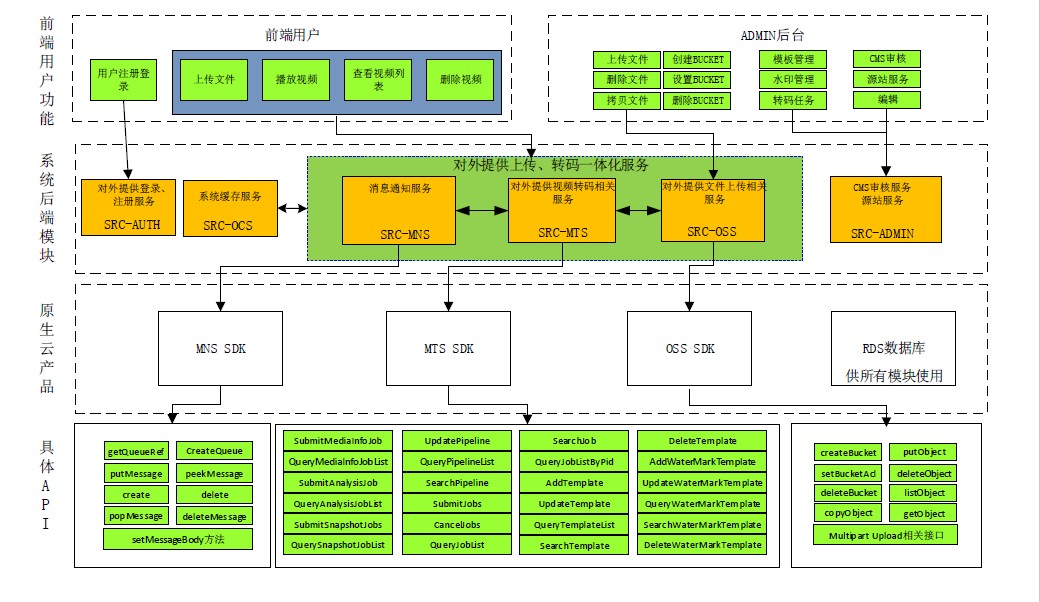 前端用户功能
前端用户
用户注册登
录
上传文件
播放视频
查看视频列
表
删除视频
ADMIN后台
上传文件
创建BUCKET
删除文件
设置BUCKET
拷贝文件
删除BUCKET
模板管理
水印管理
转码任务
CMS审核
源站服务
编辑
系统后端模块
对外提供登录、
注册服务
SRC-AUTH
系统缓存服务
SRC-OCS
对外提供上传、转码一体化服务
消息通知服务
SRC-MNS
对外提供视频转码相关
服务
SRC-MTS
对外提供文件上传相关
服务
SRC-OSS
CMS审核服务
源站服务
SRC-ADMIN
原生云产品
MNS SDK
MTS SDK
OSS SDK
RDS数据库
供所有模块使用
具体API
getQueueRef
CreateQueue
putMessage
peekMessage
create
delete
popMessage
deleteMessage
setMessageBody方法
SubmitMediaInfoJob
QueryMediaInfoJobList
SubmitAnalysisJob
QueryAnalysisJobList
SubmitSnapshotJobs
QuerySnapshotJobList
UpdatePipeline
QueryPipelineList
SearchPipeline
SubmitJobs
CancelJobs
QueryJobList
SearchJob
QueryJobListByPid
AddTemplate
UpdateTemplate
QueryTemplateList
SearchTemplate
DeleteTemplate
AddWaterMarkTemplate
UpdateWaterMarkTemplate
QueryWaterMarkTemplate
SearchWaterMarkTemplate
DeleteWaterMarkTemplate
createBucket
putObject
setBucketAcl
deleteObject
deleteBucket
listObject
copyObject
getObject
Multipart Upload相关接口